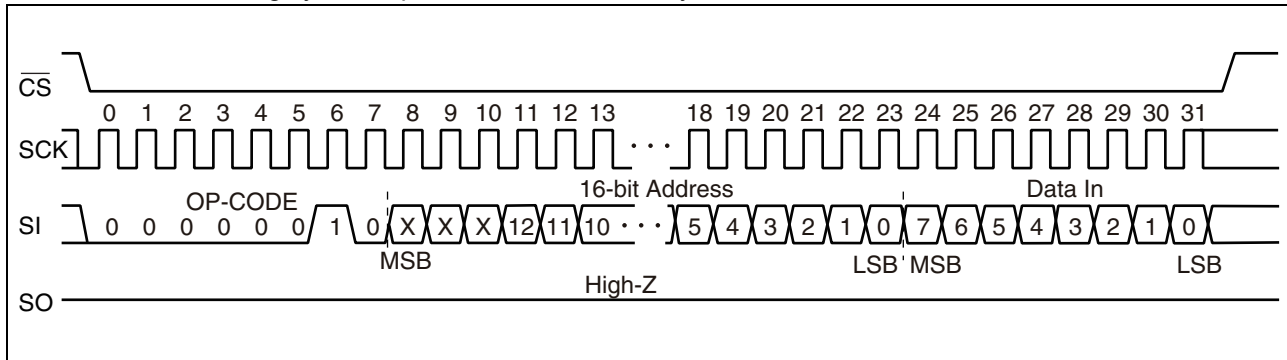 CS
0 1 2 3 4 5 6 7 8 9 10 11 12 13 18 19 20 21 22 23 24 25 26 27 28 29 30 31
SCK ···
OP-CODE 16-bit Address Data In
SI 0 0 0 0 0 0 1 0 X X X 12 11 10 ··· 5 4 3 2 1 0 7 6 5 4 3 2 1 0
MSB LSB MSB LSB
High-Z
SO